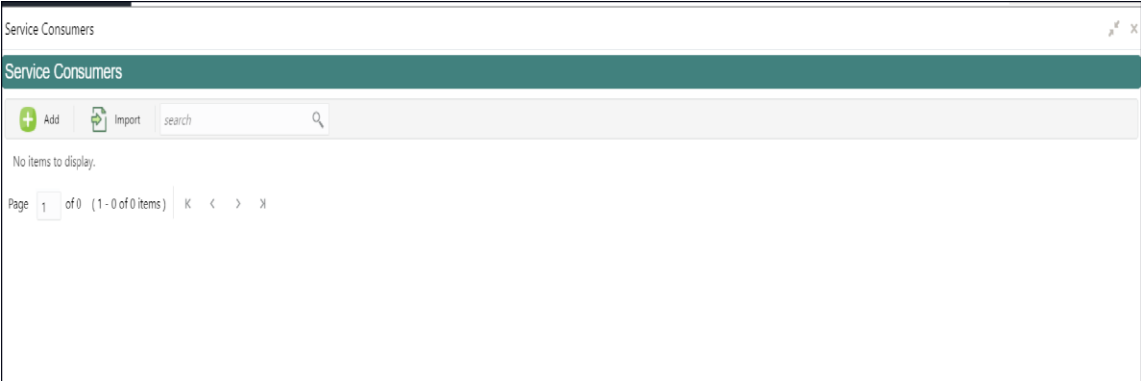 Service Consumers
Service Consumers
Add Import search
No items to display.
Page 1 of 0 ( 1 - 0 of 0 items )